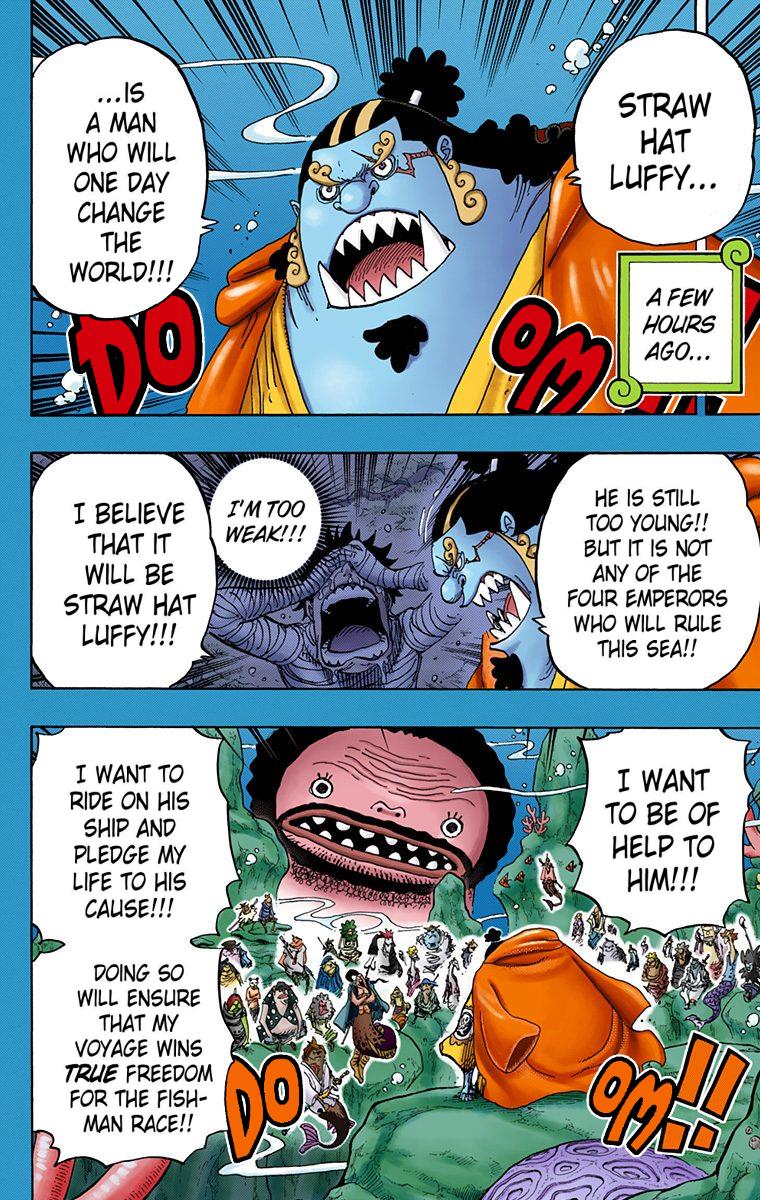 STRAW
HAT
LUFFY...
A FEW
HOURS
AGO...
...IS
A MAN
WHO WILL
ONE DAY
CHANGE
THE
WORLD!!!
DO
OM
HE IS STILL
TOO YOUNG!!
BUT IT IS NOT
ANY OF THE
FOUR EMPERORS
WHO WILL RULE
THIS SEA!!
I'M TOO
WEAK!!!
I BELIEVE
THAT IT
WILL BE
STRAW HAT
LUFFY!!!
I WANT
TO BE OF
HELP TO
HIM!!!
I WANT TO
RIDE ON HIS
SHIP AND
PLEDGE MY
LIFE TO HIS
CAUSE!!!
DOING SO
WILL ENSURE
THAT MY
VOYAGE WINS
TRUE FREEDOM
FOR THE FISH-
MAN RACE!!
DO
OM!!